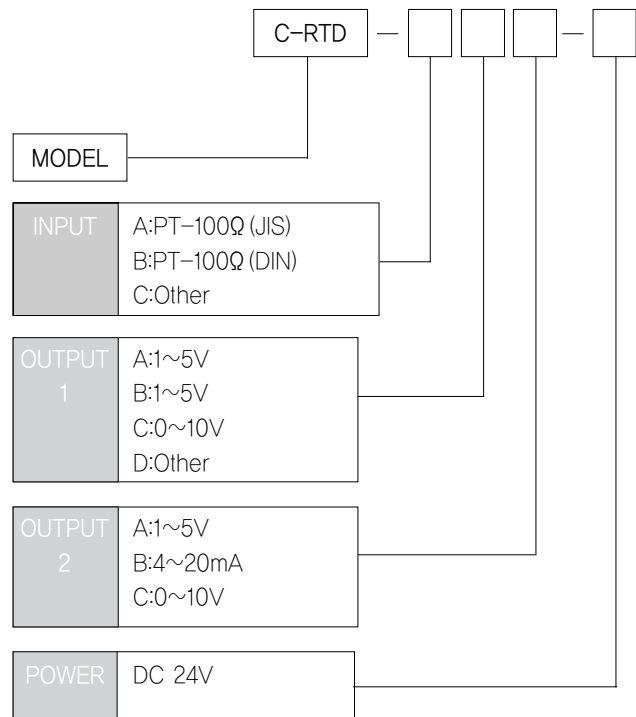 C-RTD — —
MODEL
INPUT
A:PT-100Ω (JIS)
B:PT-100Ω (DIN)
C:Other
OUTPUT
1
A:1~5V
B:1~5V
C:0~10V
D:Other
OUTPUT
2
A:1~5V
B:4~20mA
C:0~10V
POWER
DC 24V